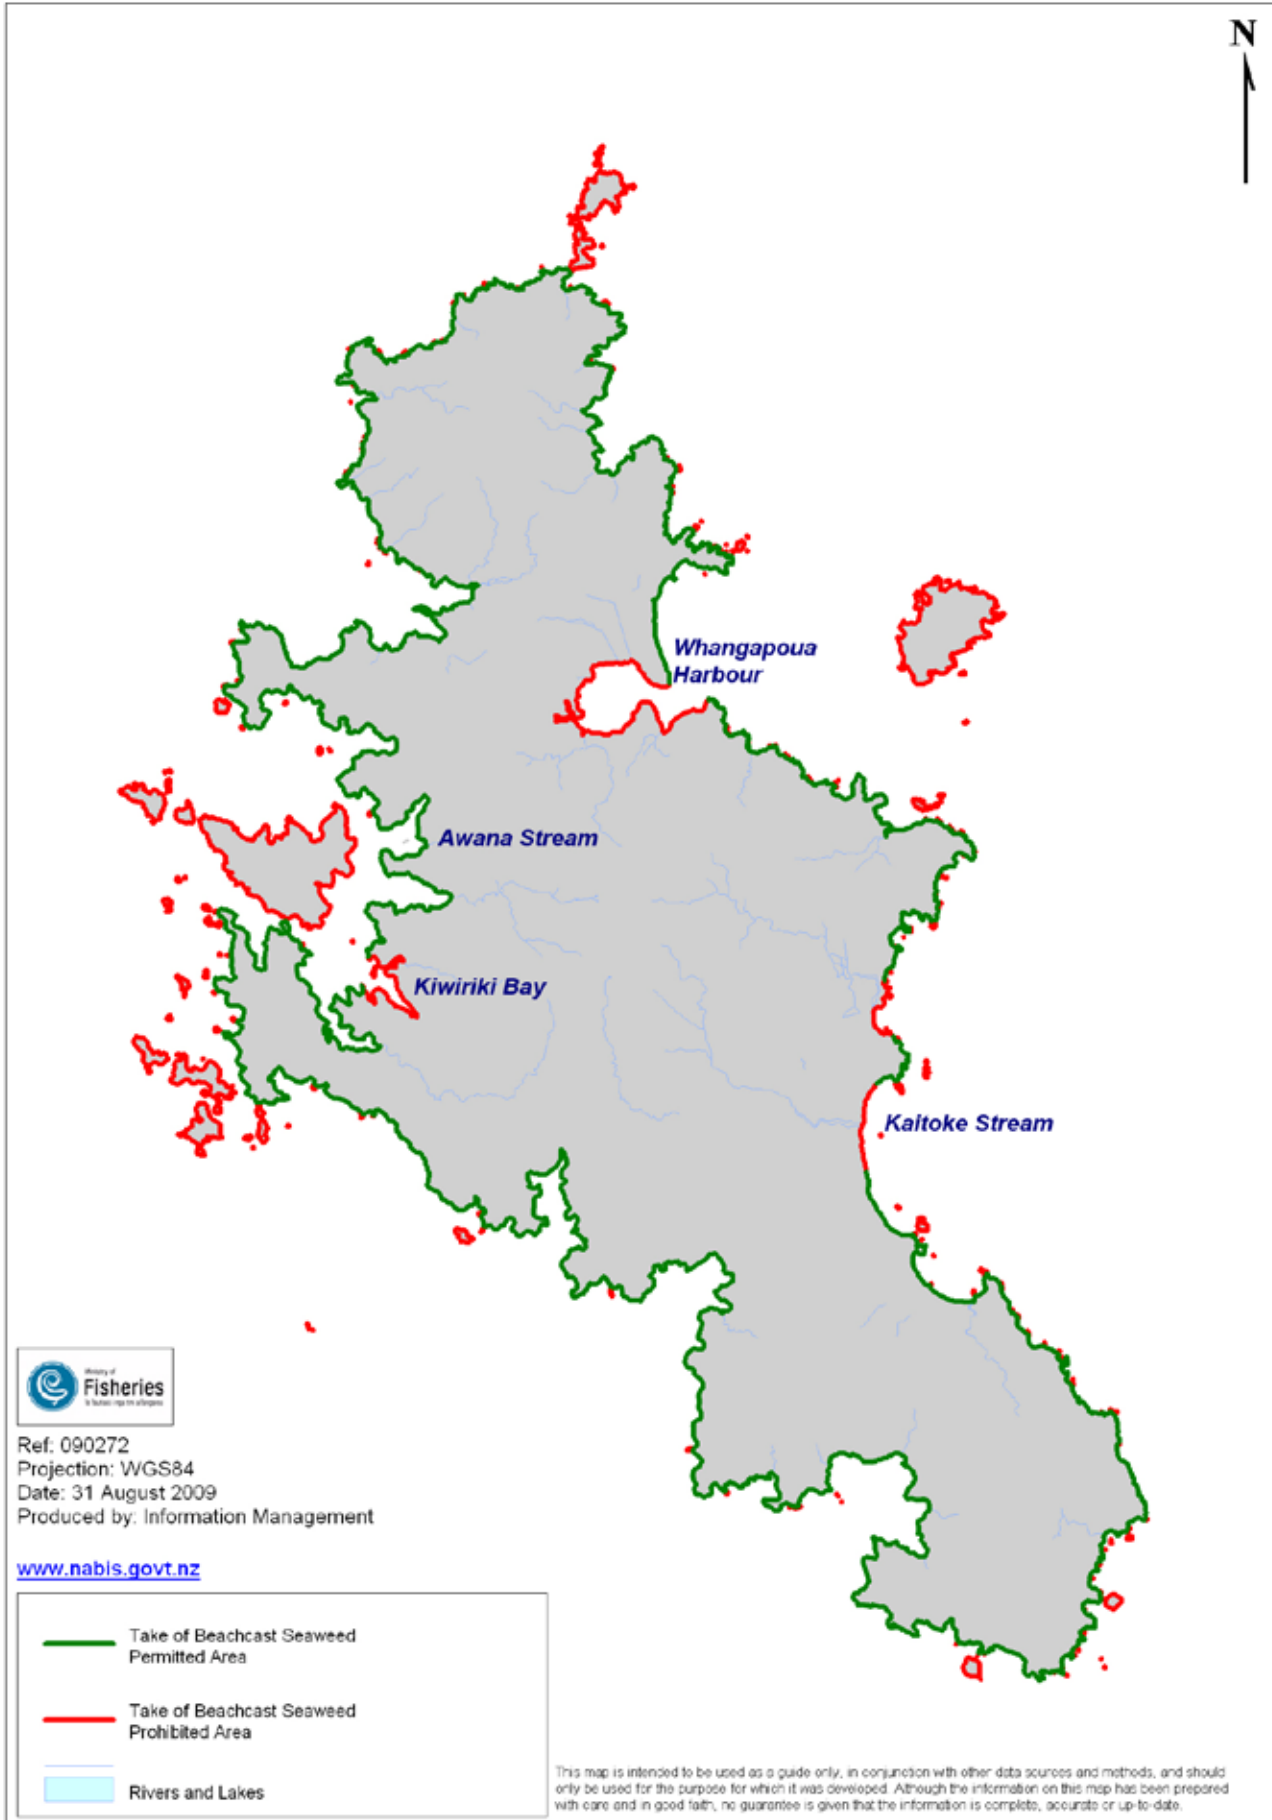 N
Whangapoua
Harbour
Awana Stream
Kiwiriki Bay
Kaitoke Stream
Ministry of
Fisheries
Ref: 090272
Projection: WGS84
Date: 31 August 2009
Produced by: Information Management
www.nabis.govt.nz
Take of Beachcast Seaweed
Permitted Area
Take of Beachcast Seaweed
Prohibited Area
Rivers and Lakes
This map is intended to be used as a guide only, in conjunction with other data sources and methods, and should
only be used for the purpose for which it was developed. Although the information on this map has been prepared
with care and in good faith, no guarantee is given that the information is complete, accurate or up-to-date.